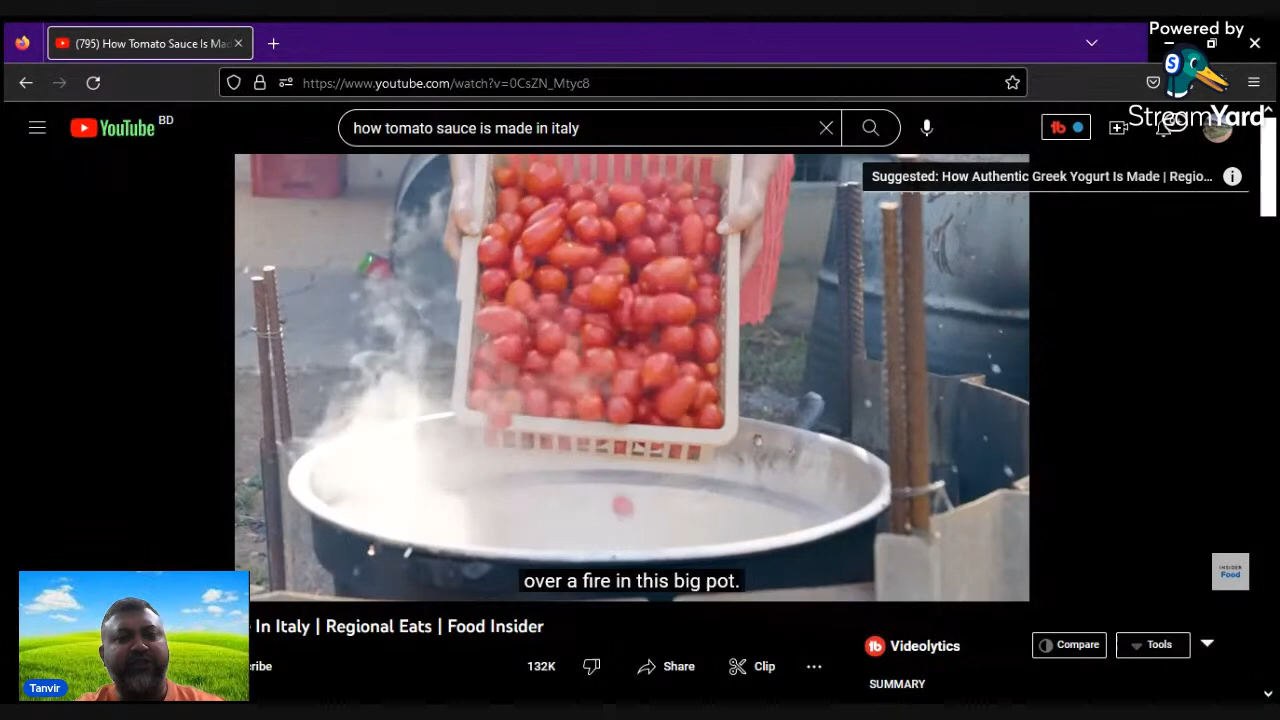 Powered by
StreamYard
(795) How Tomato Sauce Is Mad
https://www.youtube.com/watch?v=0CsZN_Mtyc8
YouTube BD
how tomato sauce is made in italy
Suggested: How Authentic Greek Yogurt Is Made | Regio...
over a fire in this big pot.
INSIDER
Food
In Italy | Regional Eats | Food Insider
ribe
132K
Share
Clip
Videolytics
Compare
Tools
SUMMARY
Tanvir